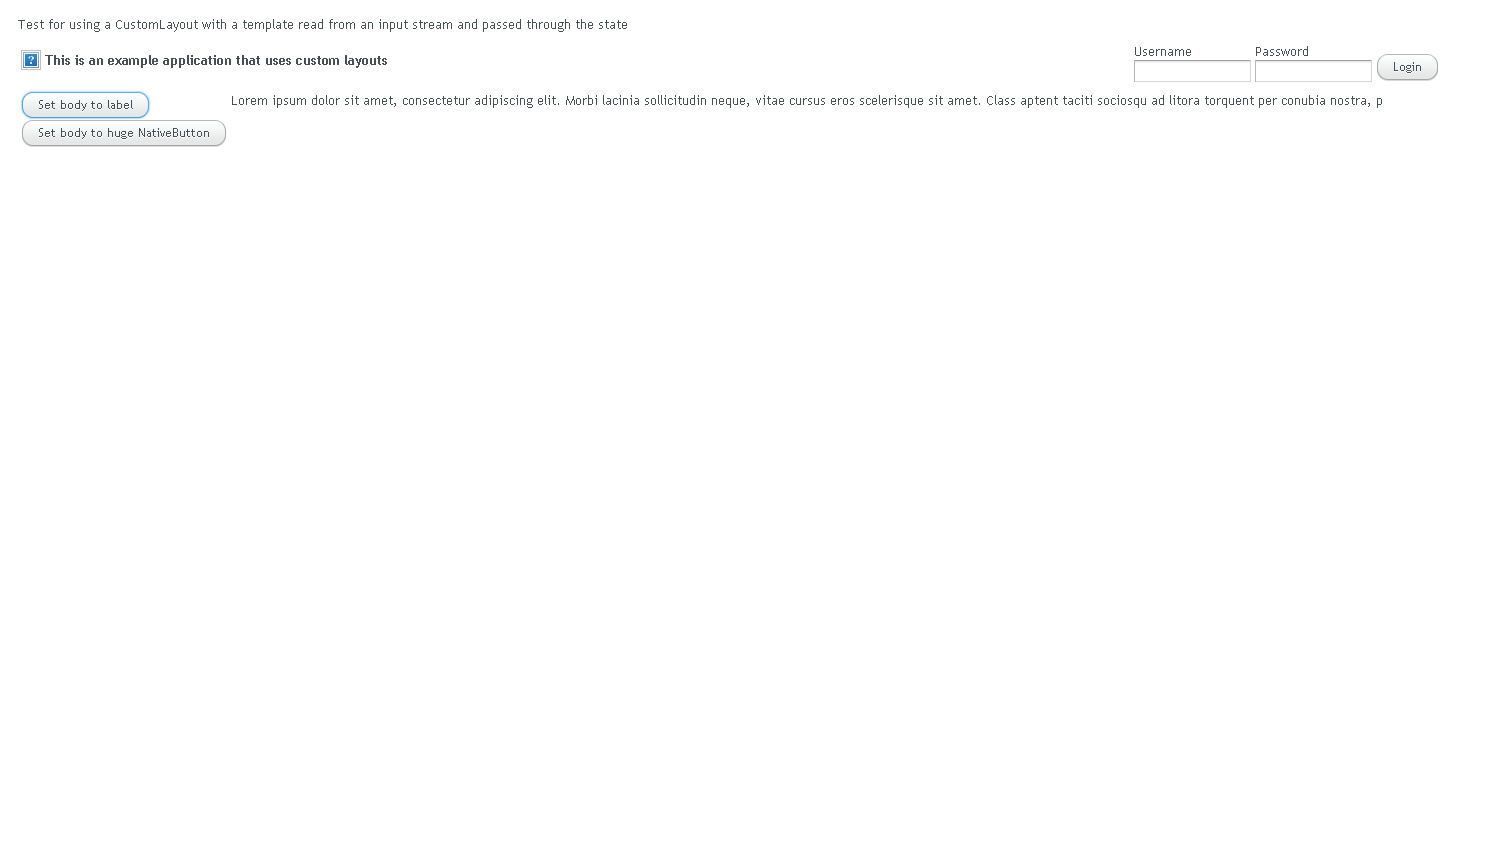 Test for using a CustomLayout with a template read from an input stream and passed through the state
This is an example application that uses custom layouts
Username
Password
Login
Set body to label
Lorem ipsum dolor sit amet, consectetur adipiscing elit. Morbi lacinia sollicitudin neque, vitae cursus eros scelerisque sit amet. Class aptent taciti sociosqu ad litora torquent per conubia nostra, p
Set body to huge NativeButton